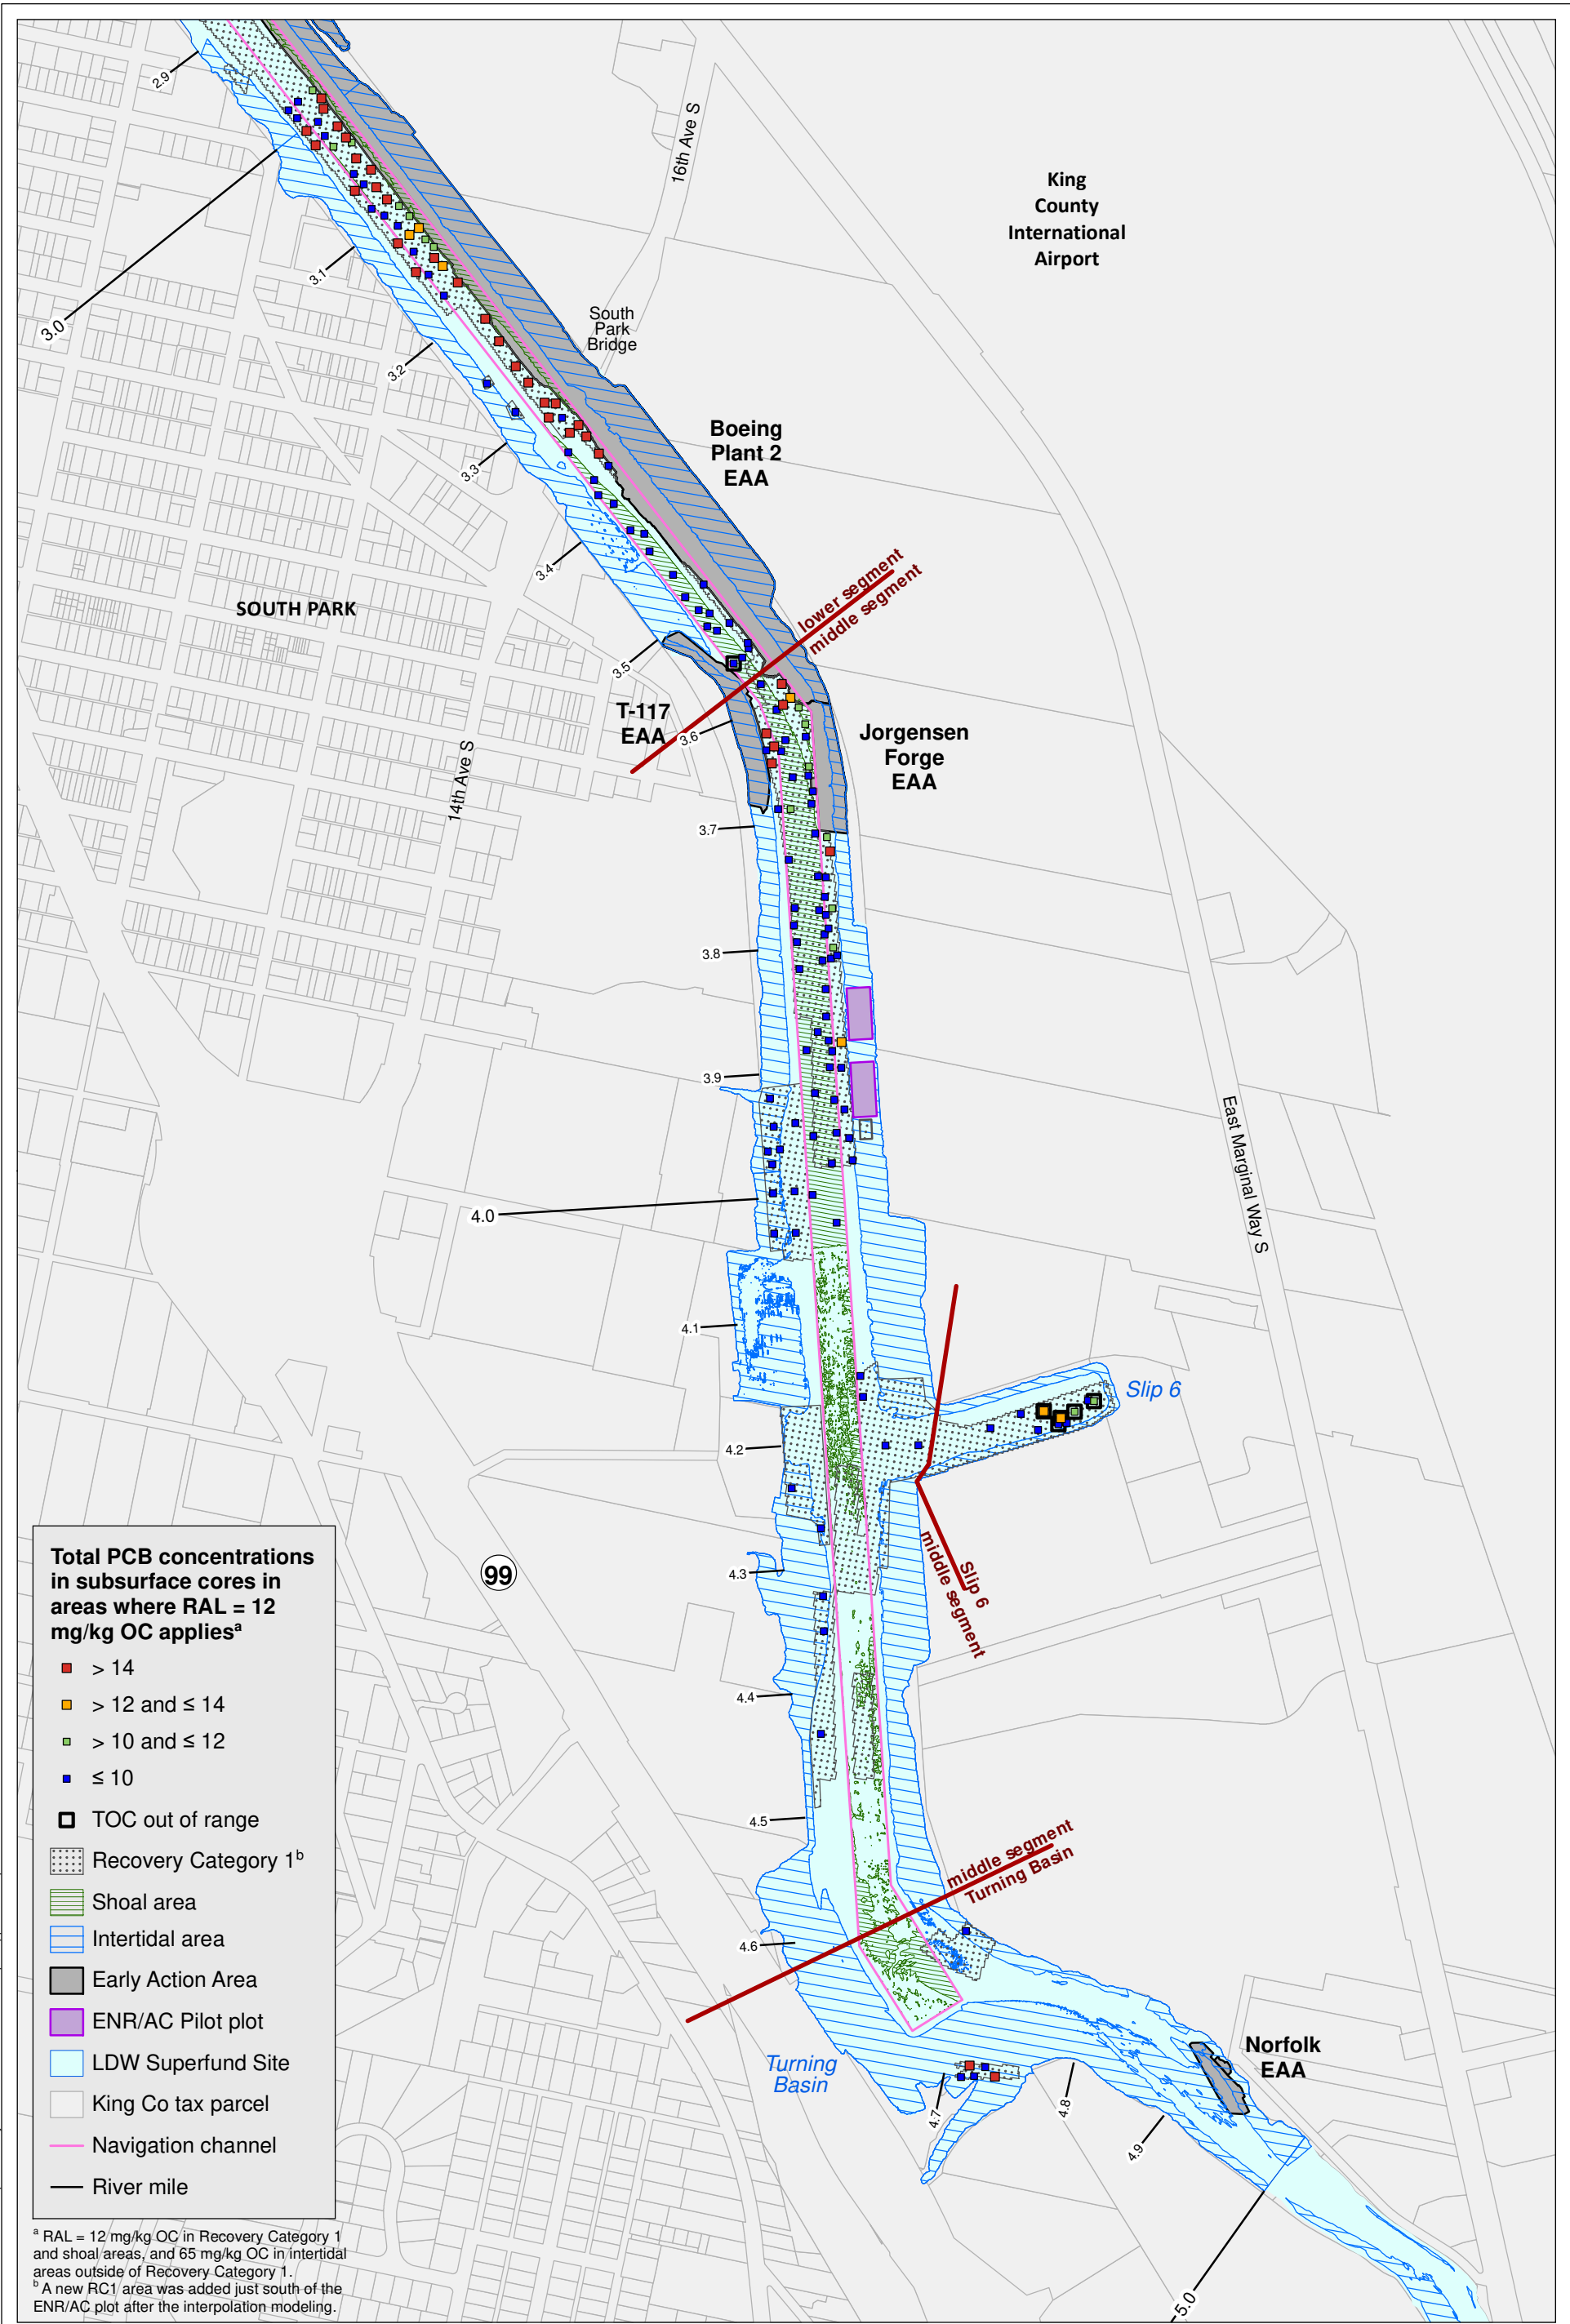 2.9
16th Ave S
King
County
International
Airport
3.0
3.1
South
Park
Bridge
3.2
Boeing
Plant 2
EAA
3.3
3.4
lower segment
middle segment
SOUTH PARK
3.5
T-117
EAA
3.6
Jorgensen
Forge
EAA
14th Ave S
3.7
3.8
3.9
East Marginal Way S
4.0
4.1
Slip 6
4.2
4.3
Slip 6
middle segment
99
4.4
4.5
middle segment
Turning Basin
4.6
Turning
Basin
4.7
4.8
4.9
Norfolk
EAA
5.0
Total PCB concentrations
in subsurface cores in
areas where RAL = 12
mg/kg OC appliesa
> 14
> 12 and ≤ 14
> 10 and ≤ 12
≤ 10
TOC out of range
Recovery Category 1b
Shoal area
Intertidal area
Early Action Area
ENR/AC Pilot plot
LDW Superfund Site
King Co tax parcel
Navigation channel
River mile
a RAL = 12 mg/kg OC in Recovery Category 1
and shoal areas, and 65 mg/kg OC in intertidal
areas outside of Recovery Category 1.
b A new RC1 area was added just south of the
ENR/AC plot after the interpolation modeling.